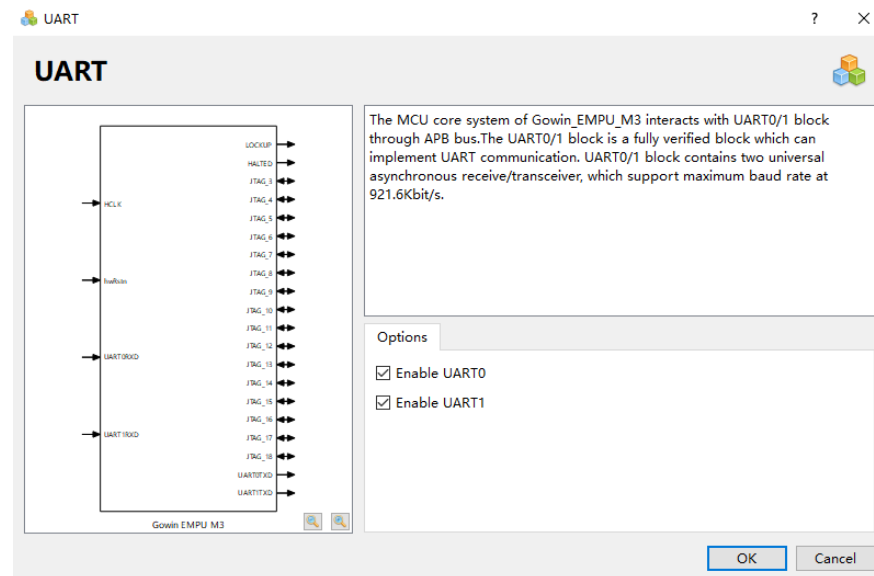 UART
?
UART
LOCKUP
HALTED
JTAG_3
HCLK
JTAG_4
JTAG_5
JTAG_6
JTAG_7
hwRstn
JTAG_8
JTAG_9
JTAG_10
JTAG_11
JTAG_12
UART0RXD
JTAG_13
JTAG_14
JTAG_15
JTAG_16
UART1RXD
JTAG_17
JTAG_18
UART0TXD
UART1TXD
Gowin EMPU M3
The MCU core system of Gowin_EMPU_M3 interacts with UART0/1 block
through APB bus.The UART0/1 block is a fully verified block which can
implement UART communication. UART0/1 block contains two universal
asynchronous receive/transceiver, which support maximum baud rate at
921.6Kbit/s.
Options
Enable UART0
Enable UART1
OK
Cancel